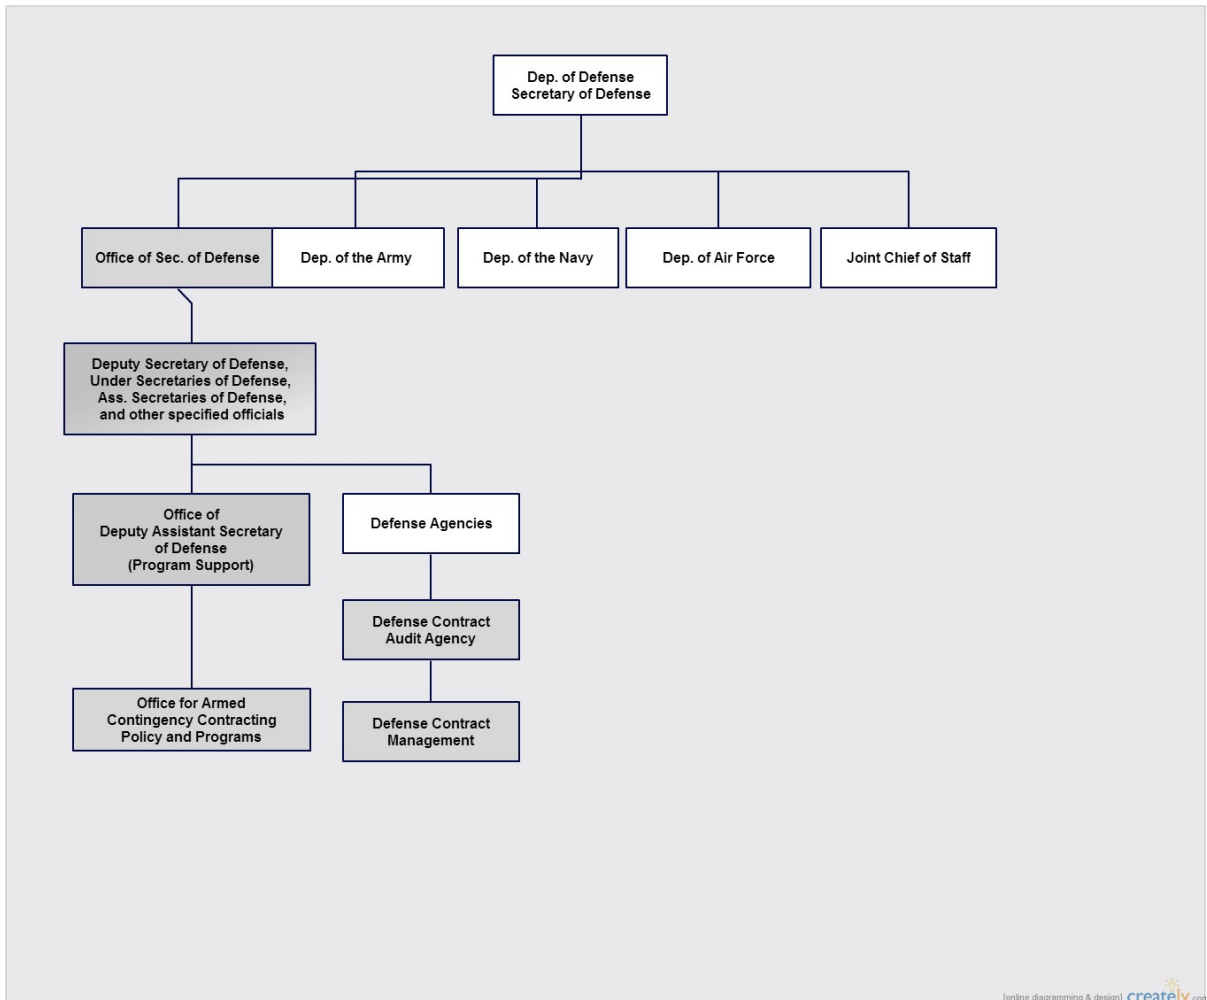 Dep. of Defense
Secretary of Defense
Office of Sec. of Defense
Dep. of the Army
Dep. of the Navy
Dep. of Air Force
Joint Chief of Staff
Deputy Secretary of Defense,
Under Secretaries of Defense,
Ass. Secretaries of Defense,
and other specified officials
Office of
Deputy Assistant Secretary
of Defense
(Program Support)
Defense Agencies
Defense Contract
Audit Agency
Office for Armed
Contingency Contracting
Policy and Programs
Defense Contract
Management
[online diagramming & design] creately.com